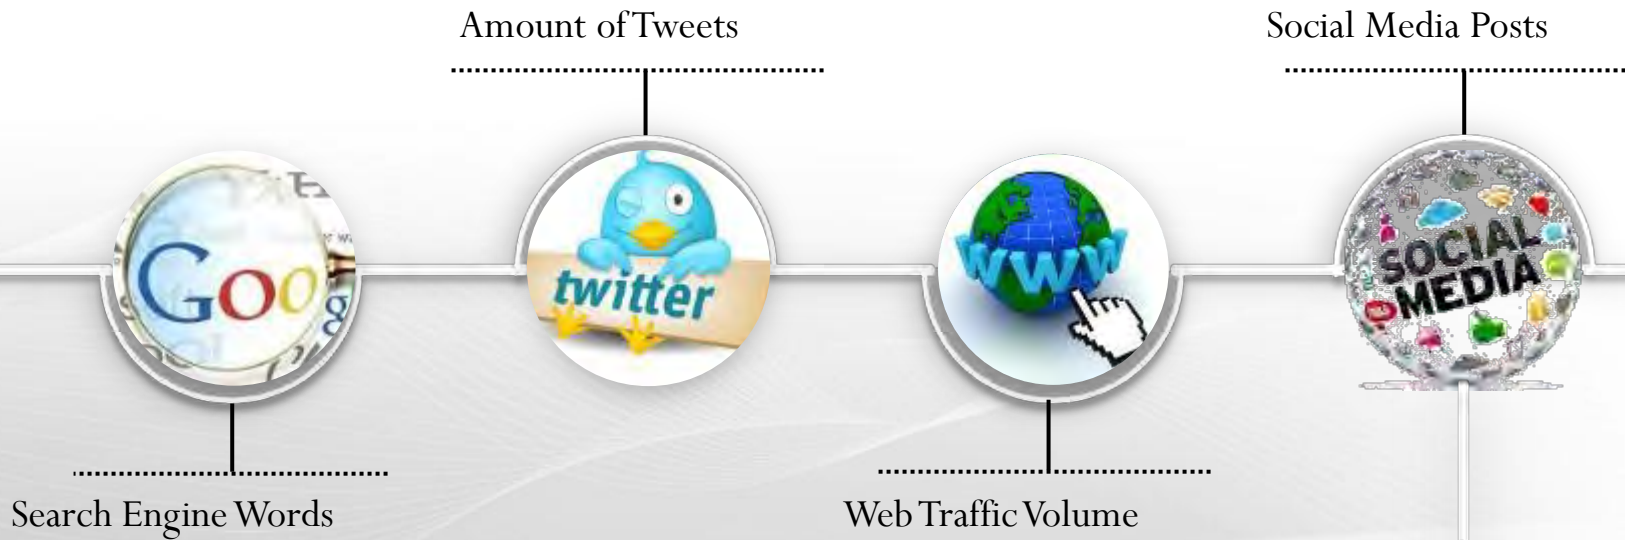 Amount of Tweets
Social Media Posts
Goo
g
twitter
www
SOCIAL
MEDIA
Search Engine Words
Web Traffic Volume